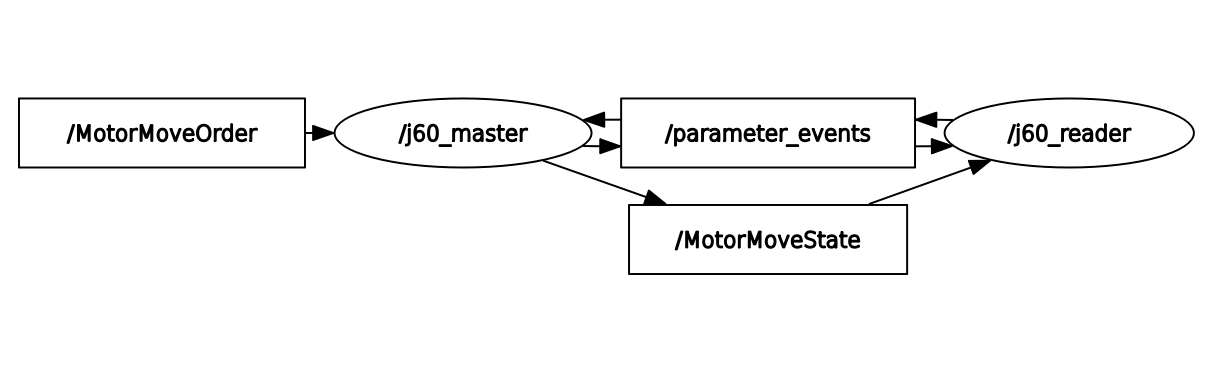 /MotorMoveOrder
/j60_master
/parameter_events
/j60_reader
/MotorMoveState